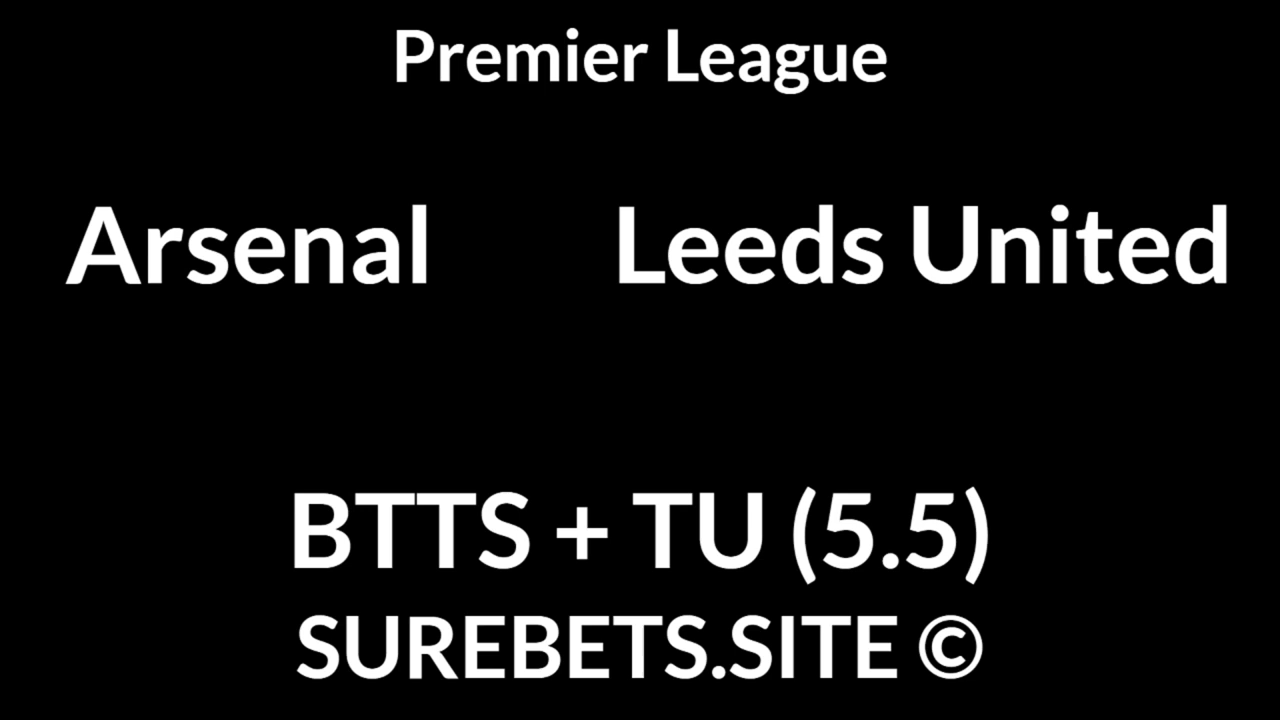 Premier League
Arsenal Leeds United
BTTS + TU (5.5)
SUREBETS.SITE ©